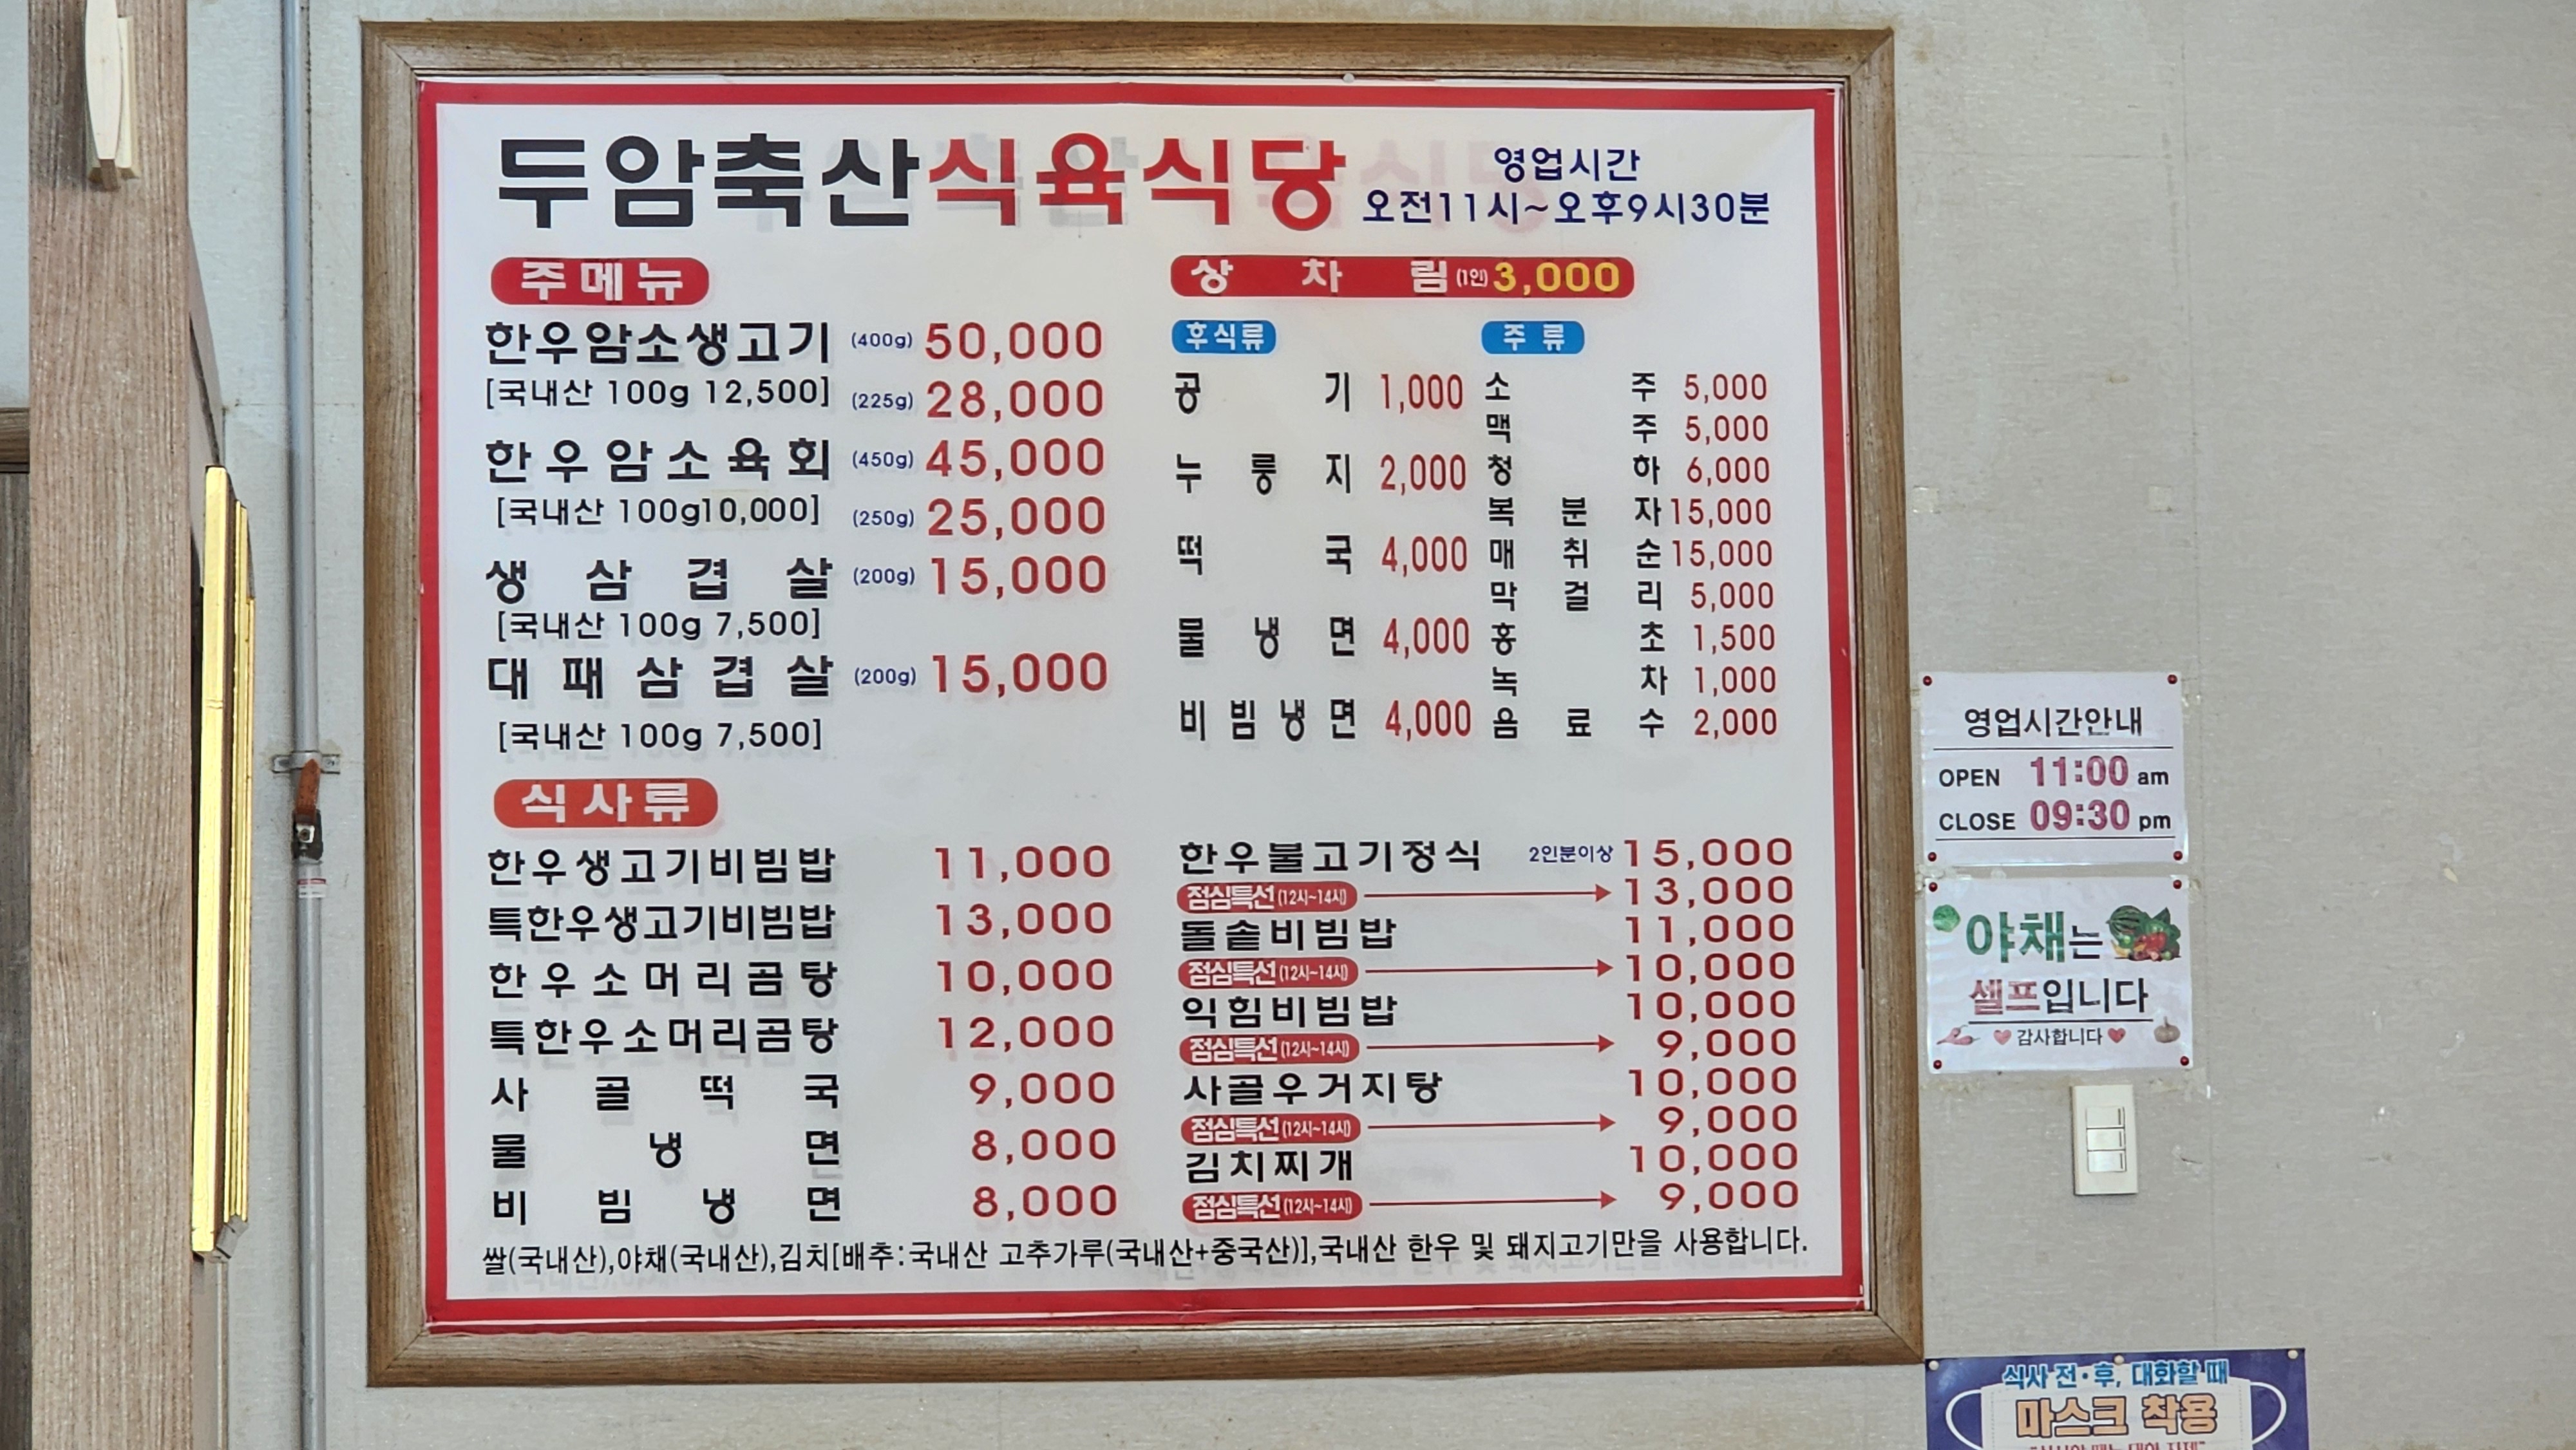 두암축산식육식당
영업시간
오전11시~오후9시30분
주메뉴
한우암소생고기 (400g) 50,000
[국내산 100g 12,500] (225g) 28,000
한우암소육회 (450g) 45,000
[국내산 100g10,000] (250g) 25,000
생삼겹살 (200g) 15,000
[국내산 100g 7,500]
대패삼겹살 (200g) 15,000
[국내산 100g 7,500]
상차림(1인) 3,000
후식류
공기 1,000
누룽지 2,000
떡국 4,000
물냉면 4,000
비빔냉면 4,000
주류
소주 5,000
맥주 5,000
청하 6,000
복분자 15,000
매취순 15,000
막걸리 5,000
홍초 1,500
녹차 1,000
음료수 2,000
식사류
한우생고기비빔밥 11,000
특한우생고기비빔밥 13,000
한우소머리곰탕 10,000
특한우소머리곰탕 12,000
사골떡국 9,000
물냉면 8,000
비빔냉면 8,000
한우불고기정식 2인분이상 15,000
점심특선(12시~14시) 13,000
돌솥비빔밥 11,000
점심특선(12시~14시) 10,000
익힘비빔밥 10,000
점심특선(12시~14시) 9,000
사골우거지탕 10,000
점심특선(12시~14시) 9,000
김치찌개 10,000
점심특선(12시~14시) 9,000
쌀(국내산),야채(국내산),김치[배추:국내산 고추가루(국내산+중국산)],국내산 한우 및 돼지고기만을 사용합니다.
영업시간안내
OPEN 11:00 am
CLOSE 09:30 pm
야채는
셀프입니다
감사합니다
식사 전·후, 대화할 때
마스크 착용